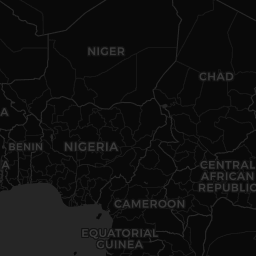 NIGER
CHAD
A
BENIN
NIGERIA
A
CENTRAL
AFRICAN
REPUBLIC
CAMEROON
EQUATORIAL
GUINEA